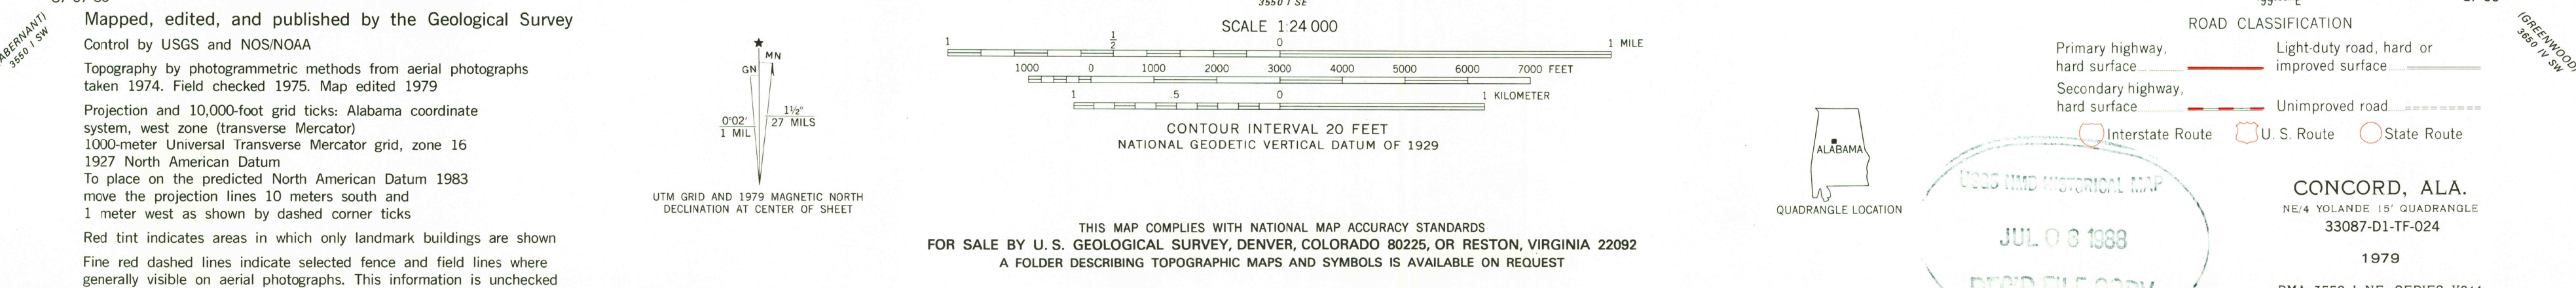 ABERNANT)
3550 I SW
Mapped, edited, and published by the Geological Survey
Control by USGS and NOS/NOAA
Topography by photogrammetric methods from aerial photographs
taken 1974. Field checked 1975. Map edited 1979
Projection and 10,000-foot grid ticks: Alabama coordinate
system, west zone (transverse Mercator)
1000-meter Universal Transverse Mercator grid, zone 16
1927 North American Datum
To place on the predicted North American Datum 1983
move the projection lines 10 meters south and
1 meter west as shown by dashed corner ticks
Red tint indicates areas in which only landmark buildings are shown
Fine red dashed lines indicate selected fence and field lines where
generally visible on aerial photographs. This information is unchecked
MN
GN
0°02'
1 MIL
1½°
27 MILS
UTM GRID AND 1979 MAGNETIC NORTH
DECLINATION AT CENTER OF SHEET
3550 I SE
SCALE 1:24 000
1 ½ 0 1 MILE
1000 0 1000 2000 3000 4000 5000 6000 7000 FEET
1 .5 0 1 KILOMETER
CONTOUR INTERVAL 20 FEET
NATIONAL GEODETIC VERTICAL DATUM OF 1929
THIS MAP COMPLIES WITH NATIONAL MAP ACCURACY STANDARDS
FOR SALE BY U. S. GEOLOGICAL SURVEY, DENVER, COLORADO 80225, OR RESTON, VIRGINIA 22092
A FOLDER DESCRIBING TOPOGRAPHIC MAPS AND SYMBOLS IS AVAILABLE ON REQUEST
ALABAMA
QUADRANGLE LOCATION
ROAD CLASSIFICATION
Primary highway,
hard surface
Light-duty road, hard or
improved surface
Secondary highway,
hard surface
Unimproved road
Interstate Route U. S. Route State Route
USGS NMD HISTORICAL MAP
JUL 08 1988
FILE COPY
CONCORD, ALA.
NE/4 YOLANDE 15' QUADRANGLE
33087-D1-TF-024
1979
(GREENWOOD)
3650 IV SW